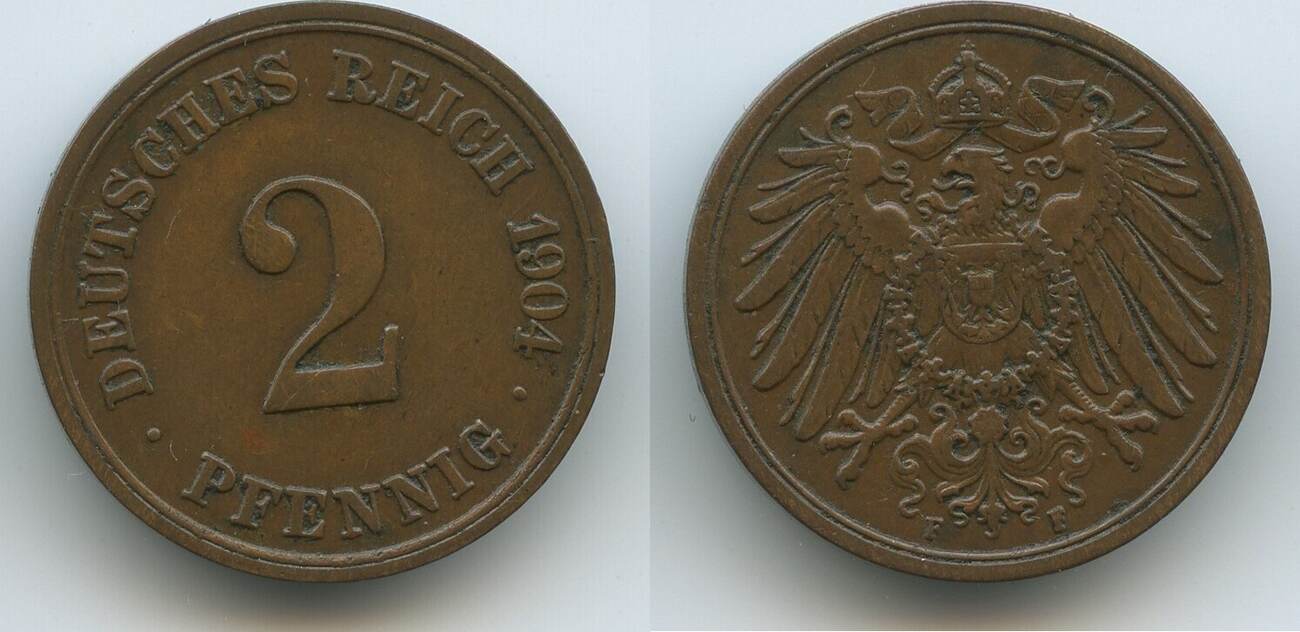 DEUTSCHES REICH 1904
2
· PFENNIG ·
F F